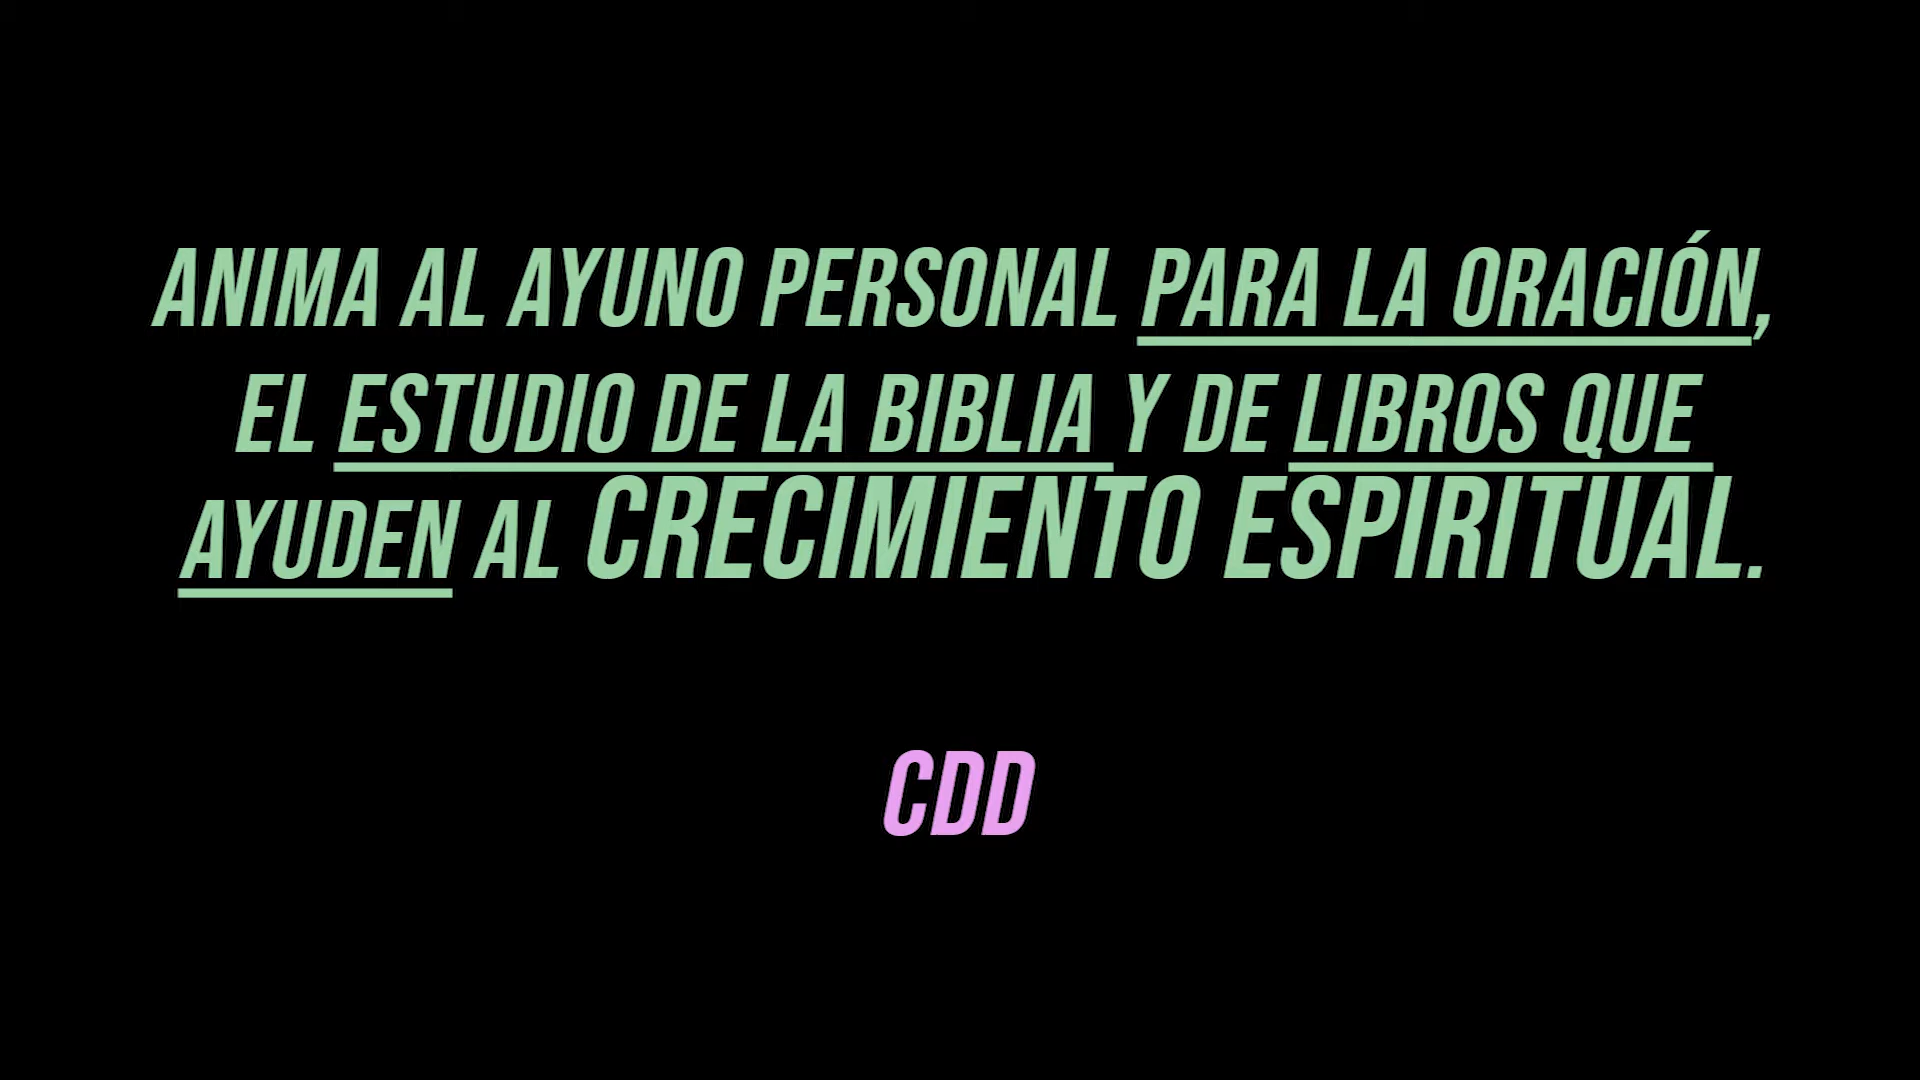 ANIMA AL AYUNO PERSONAL PARA LA ORACIÓN,
EL ESTUDIO DE LA BIBLIA Y DE LIBROS QUE
AYUDEN AL CRECIMIENTO ESPIRITUAL.
CDD